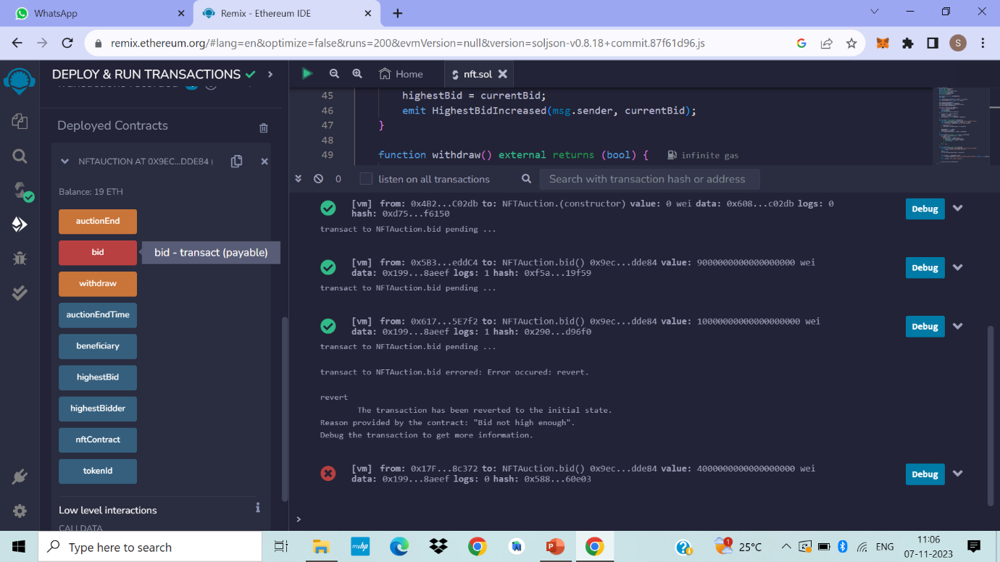 WhatsApp
Remix - Ethereum IDE
remix.ethereum.org/#lang=en&optimize=false&runs=200&evmVersion=null&version=soljson-v0.8.18+commit.87f61d96.js
S
DEPLOY & RUN TRANSACTIONS
Transactions recorded
Deployed Contracts
NFTAUCTION AT 0X9EC...DDE84 (
Balance: 19 ETH
auctionEnd
bid
bid - transact (payable)
withdraw
auctionEndTime
beneficiary
highestBid
highestBidder
nftContract
tokenId
Low level interactions
CALLDATA
Home
nft.sol
45 highestBid = currentBid;
46 emit HighestBidIncreased(msg.sender, currentBid);
47 }
48
49 function withdraw() external returns (bool) { infinite gas
0
listen on all transactions
Search with transaction hash or address
[vm] from: 0x4B2...C02db to: NFTAuction.(constructor) value: 0 wei data: 0x608...c02db logs: 0
hash: 0xd75...f6150
Debug
transact to NFTAuction.bid pending ...
[vm] from: 0x5B3...eddC4 to: NFTAuction.bid() 0x9ec...dde84 value: 9000000000000000000 wei
data: 0x199...8aeef logs: 1 hash: 0xf5a...19f59
Debug
transact to NFTAuction.bid pending ...
[vm] from: 0x617...5E7f2 to: NFTAuction.bid() 0x9ec...dde84 value: 10000000000000000000 wei
data: 0x199...8aeef logs: 1 hash: 0x290...d96f0
Debug
transact to NFTAuction.bid pending ...
transact to NFTAuction.bid errored: Error occured: revert.
revert
The transaction has been reverted to the initial state.
Reason provided by the contract: "Bid not high enough".
Debug the transaction to get more information.
[vm] from: 0x17F...8c372 to: NFTAuction.bid() 0x9ec...dde84 value: 4000000000000000000 wei
data: 0x199...8aeef logs: 0 hash: 0x588...60e03
Debug
>
Type here to search
myhp
P
1
25°C
ENG
11:06
07-11-2023